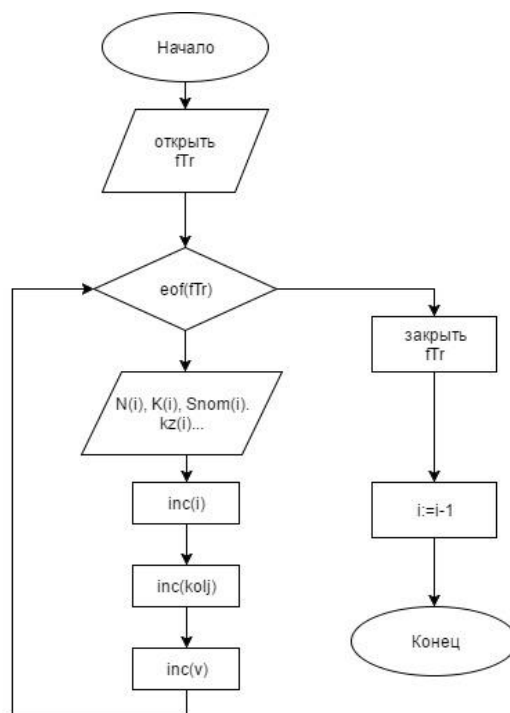 Начало
открыть
fTr
eof(fTr)
N(i), K(i), Snom(i).
kz(i)...
inc(i)
inc(kolj)
inc(v)
закрыть
fTr
i:=i-1
Конец